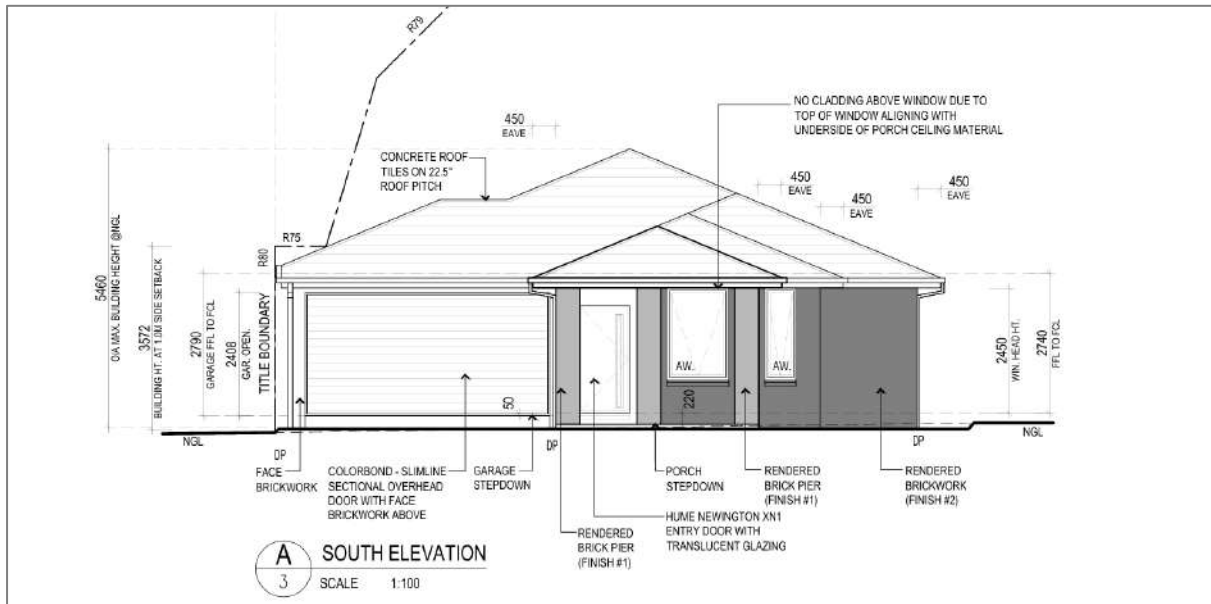 R79
NO CLADDING ABOVE WINDOW DUE TO
TOP OF WINDOW ALIGNING WITH
UNDERSIDE OF PORCH CEILING MATERIAL
450
EAVE
CONCRETE ROOF
TILES ON 22.5°
ROOF PITCH
450
EAVE
450
EAVE
450
EAVE
R75
R80
5460
O/A MAX. BUILDING HEIGHT @NGL
3572
BUILDING HT. AT 1.0M SIDE SETBACK
2790
GARAGE FFL TO FCL
2408
GAR. OPEN.
TITLE BOUNDARY
AW.
AW.
50
220
2450
WIN. HEAD HT.
2740
FFL TO FCL
NGL
DP
DP
DP
NGL
FACE
BRICKWORK
COLORBOND - SLIMLINE
SECTIONAL OVERHEAD
DOOR WITH FACE
BRICKWORK ABOVE
GARAGE
STEPDOWN
PORCH
STEPDOWN
RENDERED
BRICK PIER
(FINISH #1)
RENDERED
BRICKWORK
(FINISH #2)
HUME NEWINGTON XN1
ENTRY DOOR WITH
TRANSLUCENT GLAZING
RENDERED
BRICK PIER
(FINISH #1)
A
3
SOUTH ELEVATION
SCALE 1:100